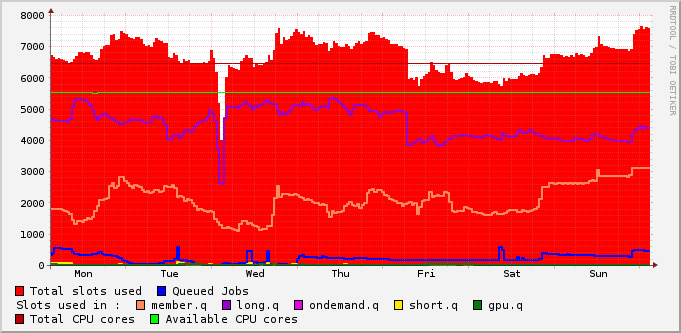 8000
7000
6000
5000
4000
3000
2000
1000
0
Mon Tue Wed Thu Fri Sat Sun
RRDTOOL / TOBI OETIKER
Total slots used Queued Jobs
Slots used in : member.q long.q ondemand.q short.q gpu.q
Total CPU cores Available CPU cores